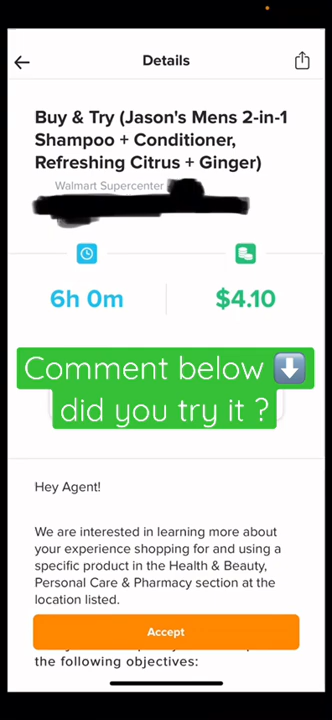 Details
Buy & Try (Jason's Mens 2-in-1
Shampoo + Conditioner,
Refreshing Citrus + Ginger)
Walmart Supercenter
6h 0m
$4.10
Comment below ⬇️
did you try it ?
Hey Agent!
We are interested in learning more about
your experience shopping for and using a
specific product in the Health & Beauty,
Personal Care & Pharmacy section at the
location listed.
Accept
the following objectives: